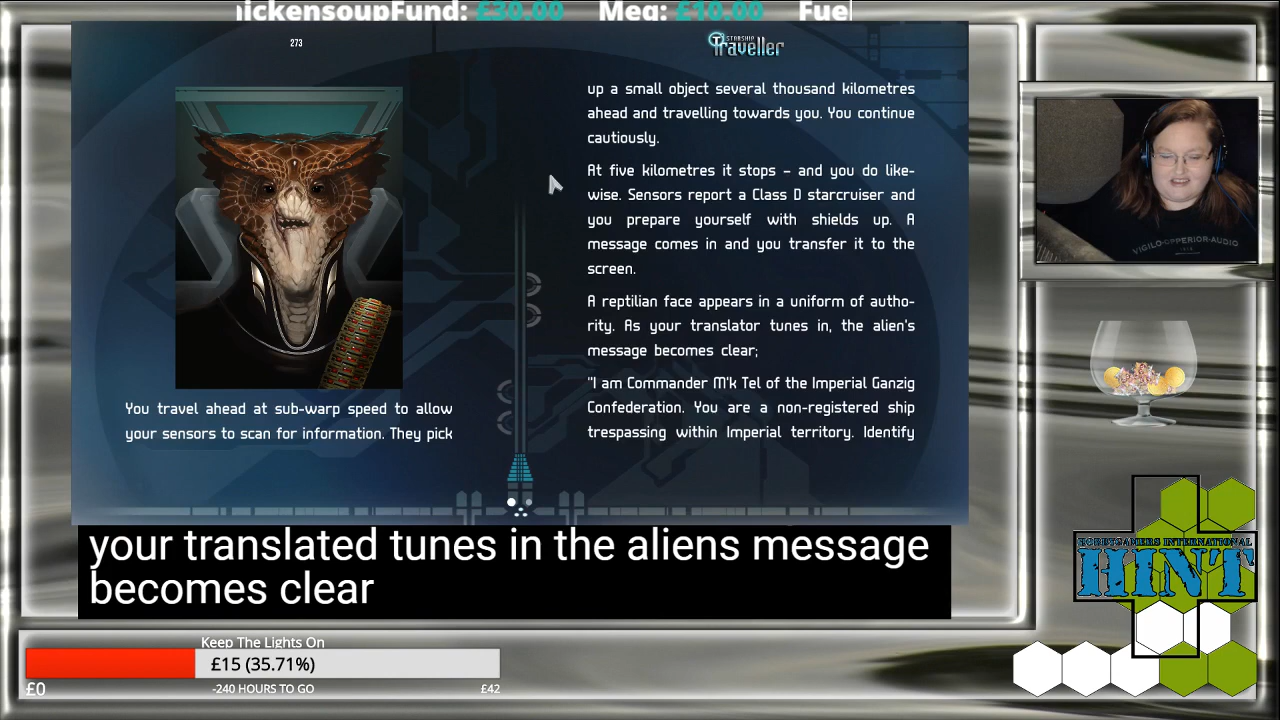 ickensoupFund: £30.00 Meg: £10.00 Fuel
273
STARSHIP
Traveller
You travel ahead at sub-warp speed to allow
your sensors to scan for information. They pick
up a small object several thousand kilometres
ahead and travelling towards you. You continue
cautiously.
At five kilometres it stops – and you do like-
wise. Sensors report a Class D starcruiser and
you prepare yourself with shields up. A
message comes in and you transfer it to the
screen.
A reptilian face appears in a uniform of autho-
rity. As your translator tunes in, the alien's
message becomes clear;
"I am Commander M'k Tel of the Imperial Ganzig
Confederation. You are a non-registered ship
trespassing within Imperial territory. Identify
your translated tunes in the aliens message
becomes clear
VIGILO-OPPERIOR-AUDIO
HINT
Keep The Lights On
£15 (35.71%)
£0
-240 HOURS TO GO
£42